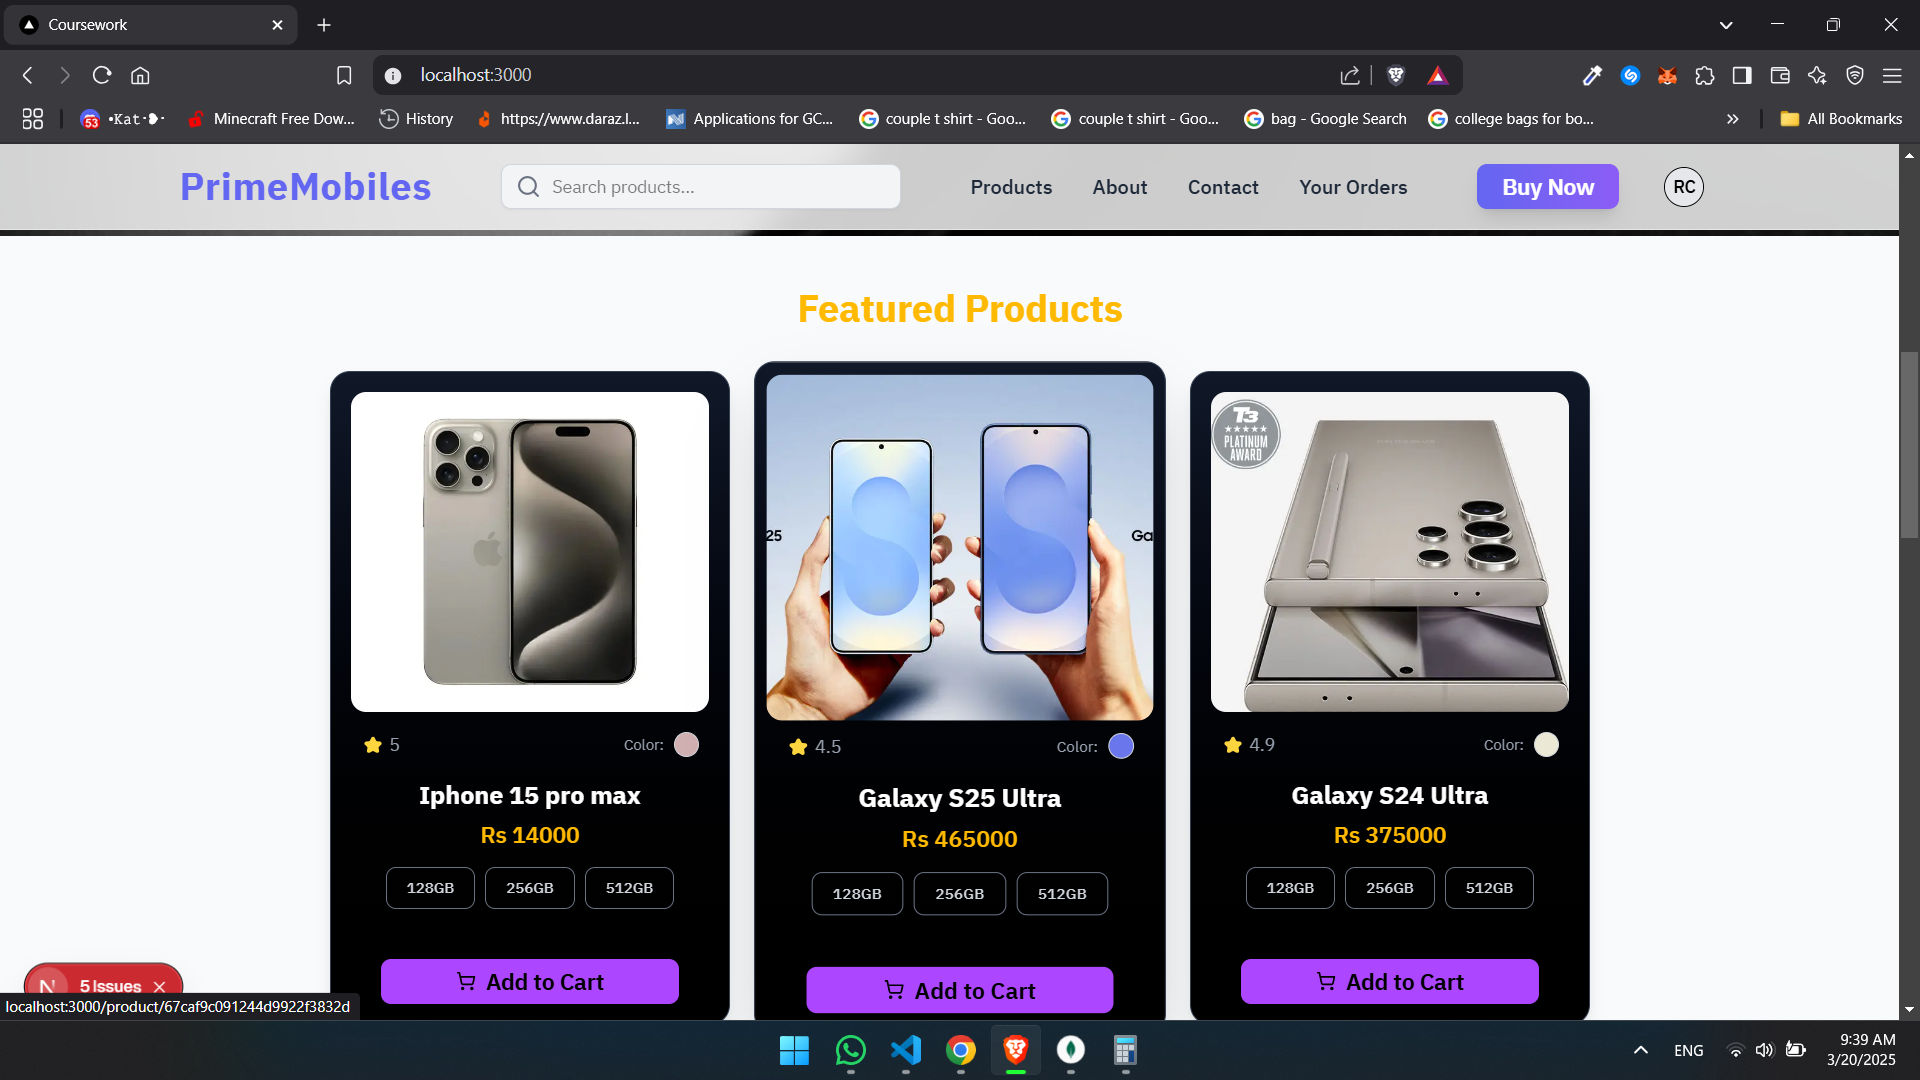 Coursework
localhost:3000
53
•Kat•❥•
Minecraft Free Dow...
History
https://www.daraz.l...
Applications for GC...
couple t shirt - Goo...
couple t shirt - Goo...
bag - Google Search
college bags for bo...
All Bookmarks
PrimeMobiles
Search products...
Products
About
Contact
Your Orders
Buy Now
RC
Featured Products
25
Ga
T3
PLATINUM
AWARD
5
Color:
4.5
Color:
4.9
Color:
Iphone 15 pro max
Galaxy S25 Ultra
Galaxy S24 Ultra
Rs 14000
Rs 465000
Rs 375000
128GB
256GB
512GB
128GB
256GB
512GB
128GB
256GB
512GB
Add to Cart
Add to Cart
Add to Cart
N
5 Issues
localhost:3000/product/67caf9c091244d9922f3832d
ENG
9:39 AM
3/20/2025